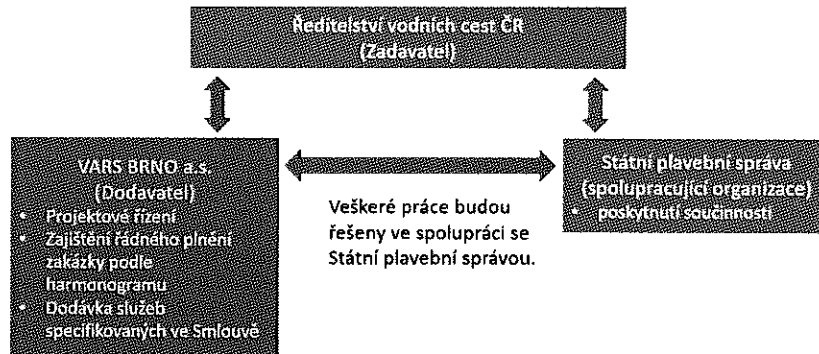 Ředitelství vodních cest ČR
(Zadavatel)
VARS BRNO a.s.
(Dodavatel)
• Projektové řízení
• Zajištění řádného plnění
zakázky podle
harmonogramu
• Dodávka služeb
specifikovaných ve Smlouvě
Veškeré práce budou
řešeny ve spolupráci se
Státní plavební správou.
Státní plavební správa
(spolupracující organizace)
• poskytnutí součinnosti